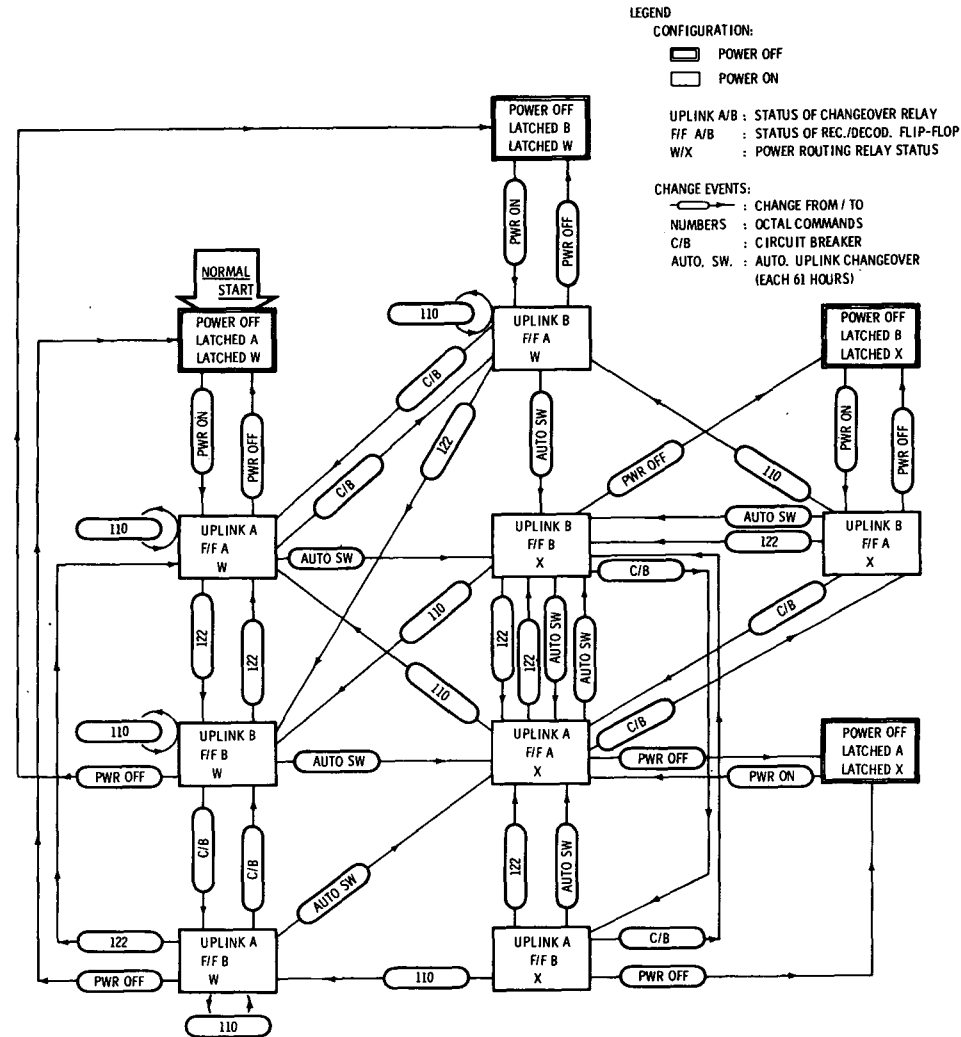 LEGEND
CONFIGURATION:
POWER OFF
POWER ON
UPLINK A/B : STATUS OF CHANGEOVER RELAY
F/F A/B : STATUS OF REC./DECOD. FLIP-FLOP
W/X : POWER ROUTING RELAY STATUS
CHANGE EVENTS:
: CHANGE FROM / TO
NUMBERS : OCTAL COMMANDS
C/B : CIRCUIT BREAKER
AUTO, SW. : AUTO. UPLINK CHANGEOVER
(EACH 61 HOURS)
POWER OFF
LATCHED B
LATCHED W
PWR ON
PWR OFF
NORMAL
START
POWER OFF
LATCHED A
LATCHED W
110
UPLINK B
F/F A
W
POWER OFF
LATCHED B
LATCHED X
PWR ON
PWR OFF
C/B
C/B
122
AUTO SW
PWR OFF
110
PWR ON
PWR OFF
110
UPLINK A
F/F A
W
AUTO SW
UPLINK B
F/F B
X
AUTO SW
122
UPLINK B
F/F A
X
C/B
122
122
110
110
122
122
AUTO SW
AUTO SW
C/B
C/B
110
UPLINK B
F/F B
W
PWR OFF
AUTO SW
UPLINK A
F/F A
X
PWR OFF
PWR ON
POWER OFF
LATCHED A
LATCHED X
C/B
C/B
AUTO SW
122
AUTO SW
122
PWR OFF
UPLINK A
F/F B
W
110
110
UPLINK A
F/F B
X
C/B
PWR OFF